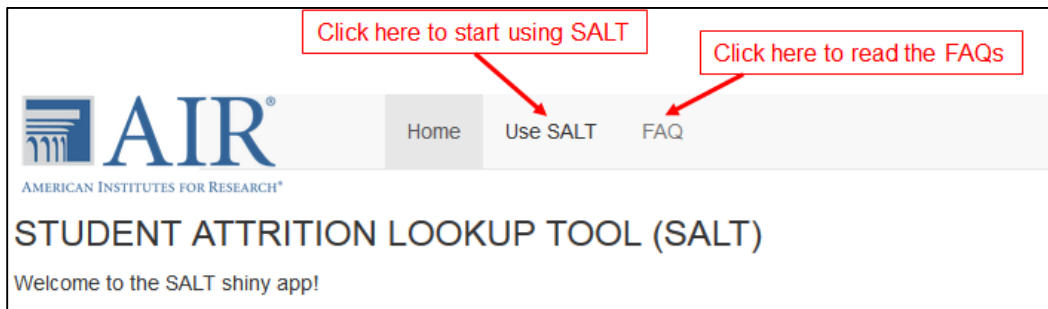 Click here to start using SALT
Click here to read the FAQs
AIR®
Home Use SALT FAQ
AMERICAN INSTITUTES FOR RESEARCH®
STUDENT ATTRITION LOOKUP TOOL (SALT)
Welcome to the SALT shiny app!